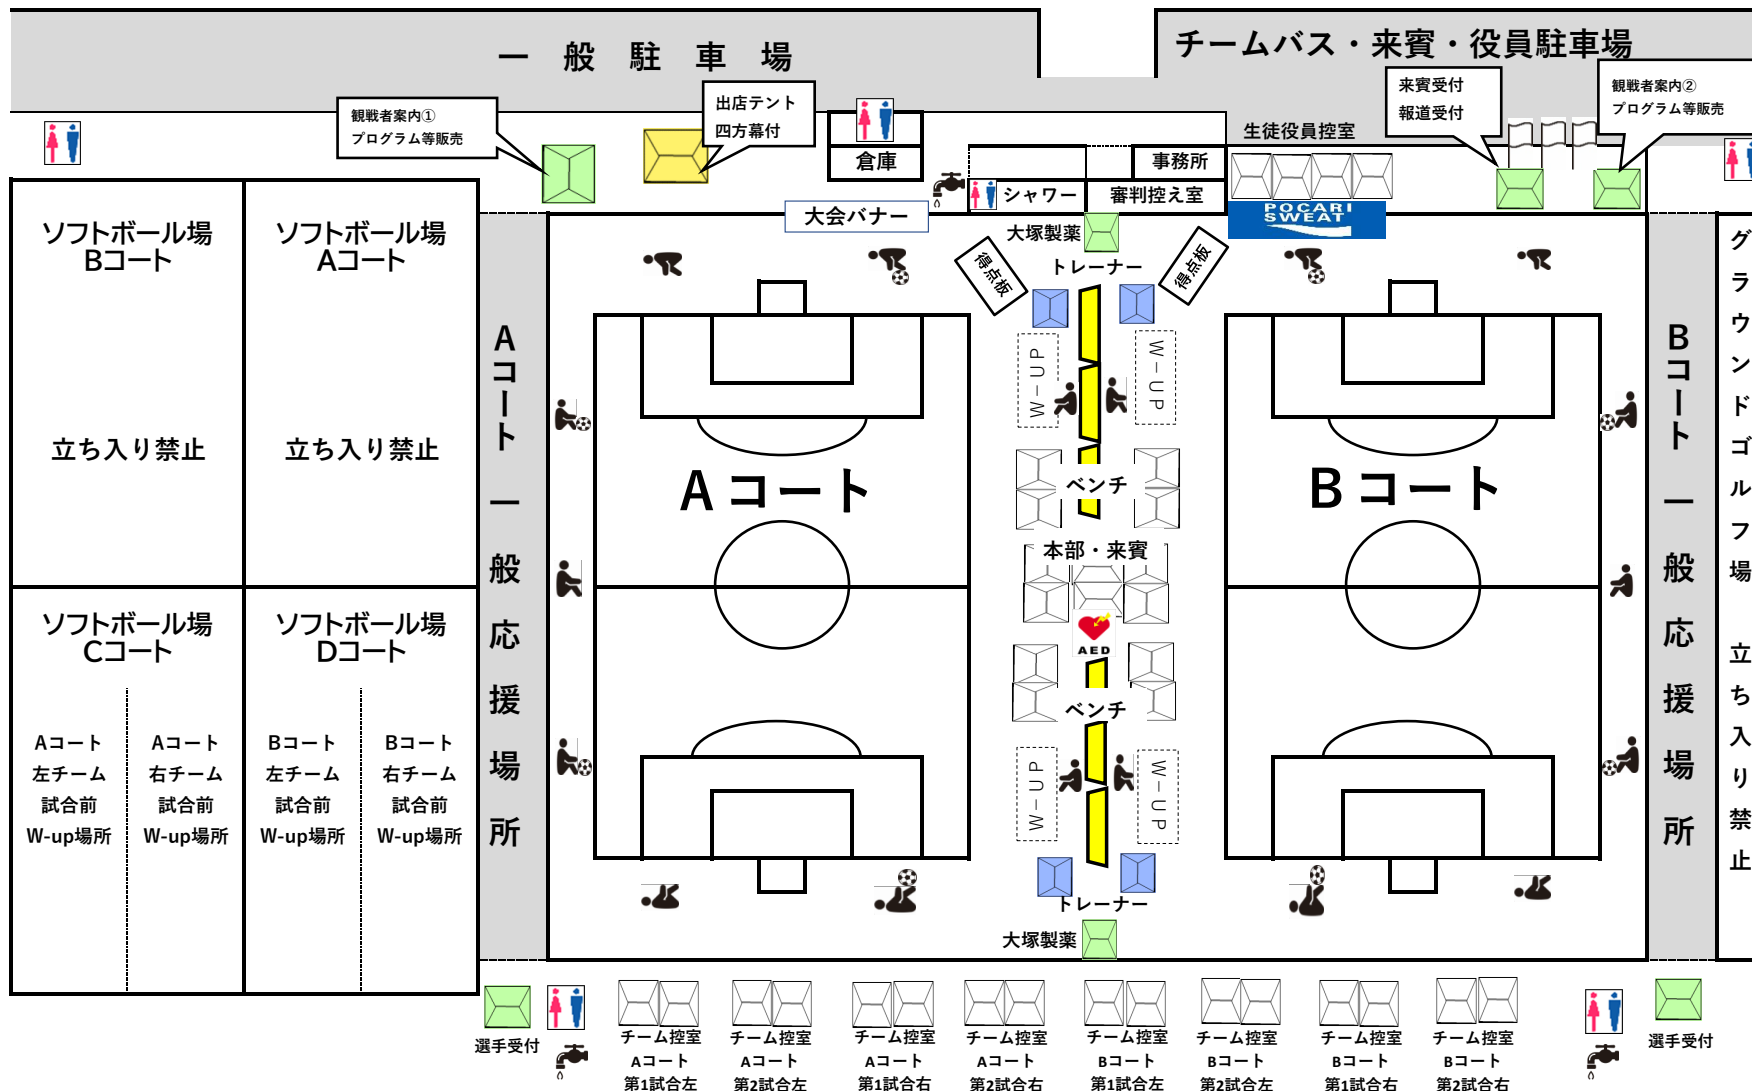 一般駐車場
チームバス・来賓・役員駐車場
観戦者案内①
プログラム等販売
出店テント
四方幕付
来賓受付
報道受付
観戦者案内②
プログラム等販売
生徒役員控室
倉庫
事務所
シャワー
審判控え室
大会バナー
POCARI
SWEAT
大塚製薬
トレーナー
得点板
得点板
ソフトボール場
Bコート
立ち入り禁止
ソフトボール場
Aコート
立ち入り禁止
ソフトボール場
Cコート
Aコート
左チーム
試合前
W-up場所
Aコート
右チーム
試合前
W-up場所
ソフトボール場
Dコート
Bコート
左チーム
試合前
W-up場所
Bコート
右チーム
試合前
W-up場所
Aコート 一般応援場所
Aコート
W-UP
W-UP
ベンチ
本部・来賓
AED
ベンチ
W-UP
W-UP
トレーナー
大塚製薬
Bコート
Bコート 一般応援場所
グラウンドゴルフ場 立ち入り禁止
選手受付
チーム控室
Aコート
第1試合左
チーム控室
Aコート
第2試合左
チーム控室
Aコート
第1試合右
チーム控室
Aコート
第2試合右
チーム控室
Bコート
第1試合左
チーム控室
Bコート
第2試合左
チーム控室
Bコート
第1試合右
チーム控室
Bコート
第2試合右
選手受付